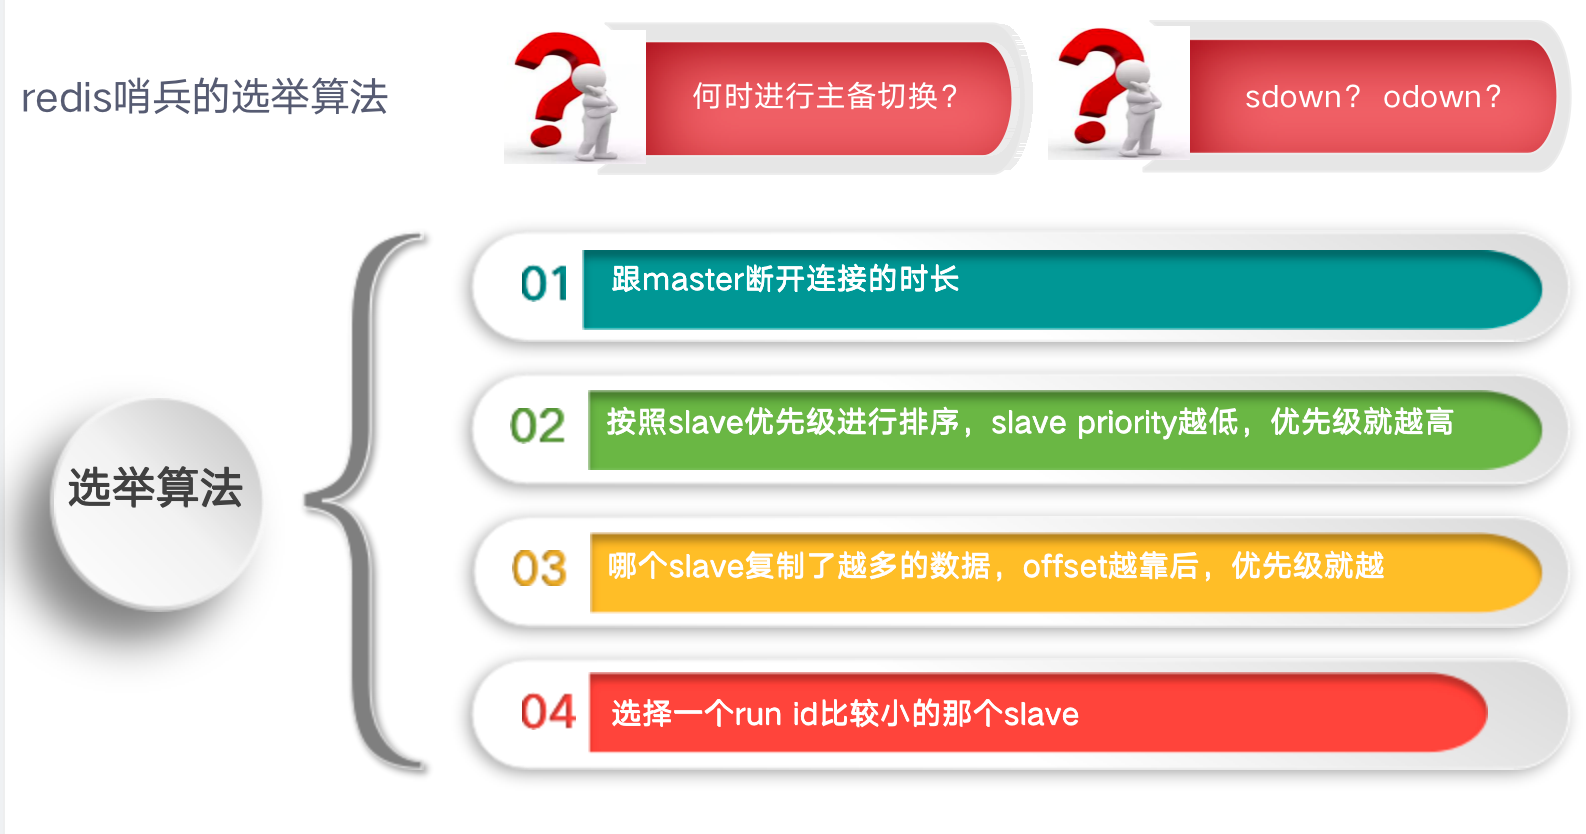 redis哨兵的选举算法
何时进行主备切换？
sdown？ odown？
选举算法
01 跟master断开连接的时长
02 按照slave优先级进行排序，slave priority越低，优先级就越高
03 哪个slave复制了越多的数据，offset越靠后，优先级就越
04 选择一个run id比较小的那个slave